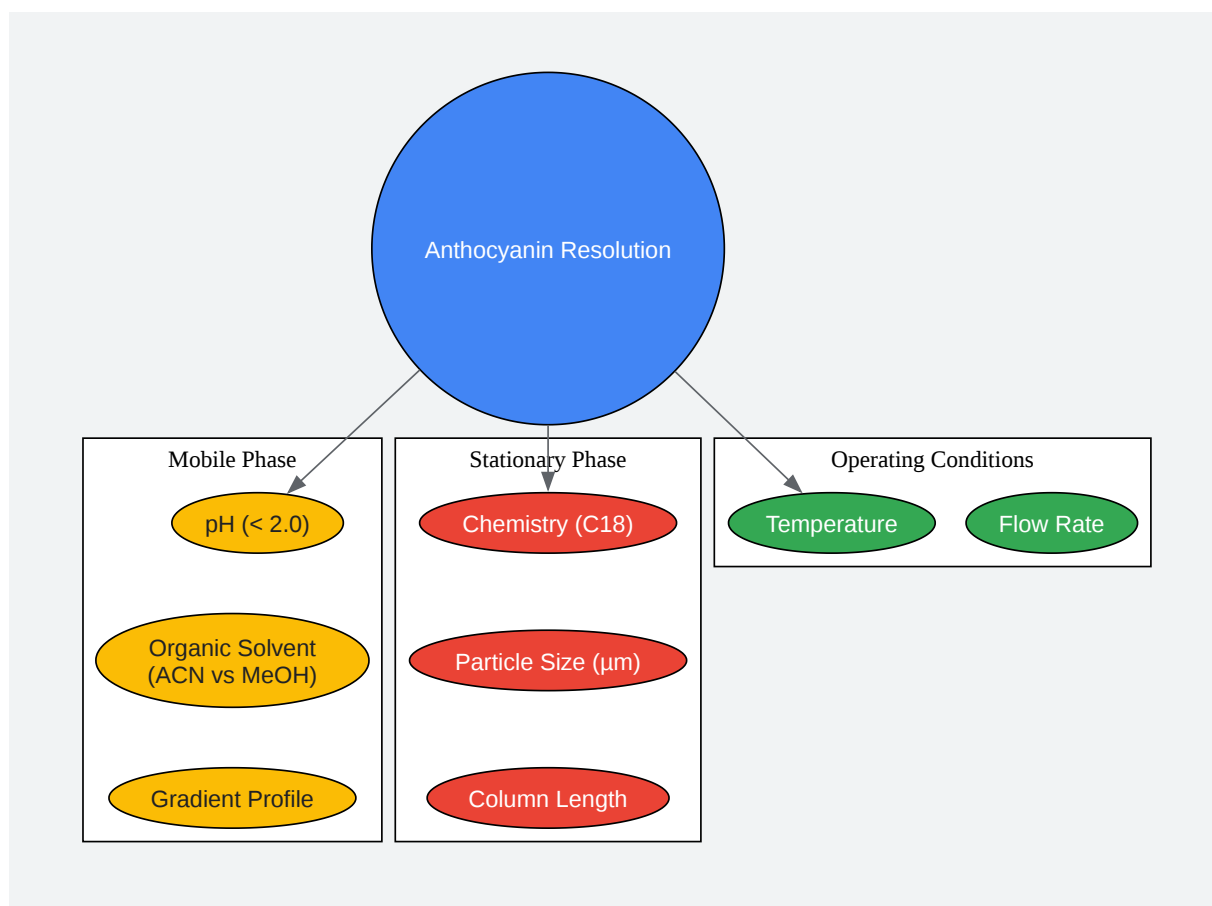 Anthocyanin Resolution
Mobile Phase
pH (< 2.0)
Organic Solvent
(ACN vs MeOH)
Gradient Profile
Stationary Phase
Chemistry (C18)
Particle Size (µm)
Column Length
Operating Conditions
Temperature
Flow Rate